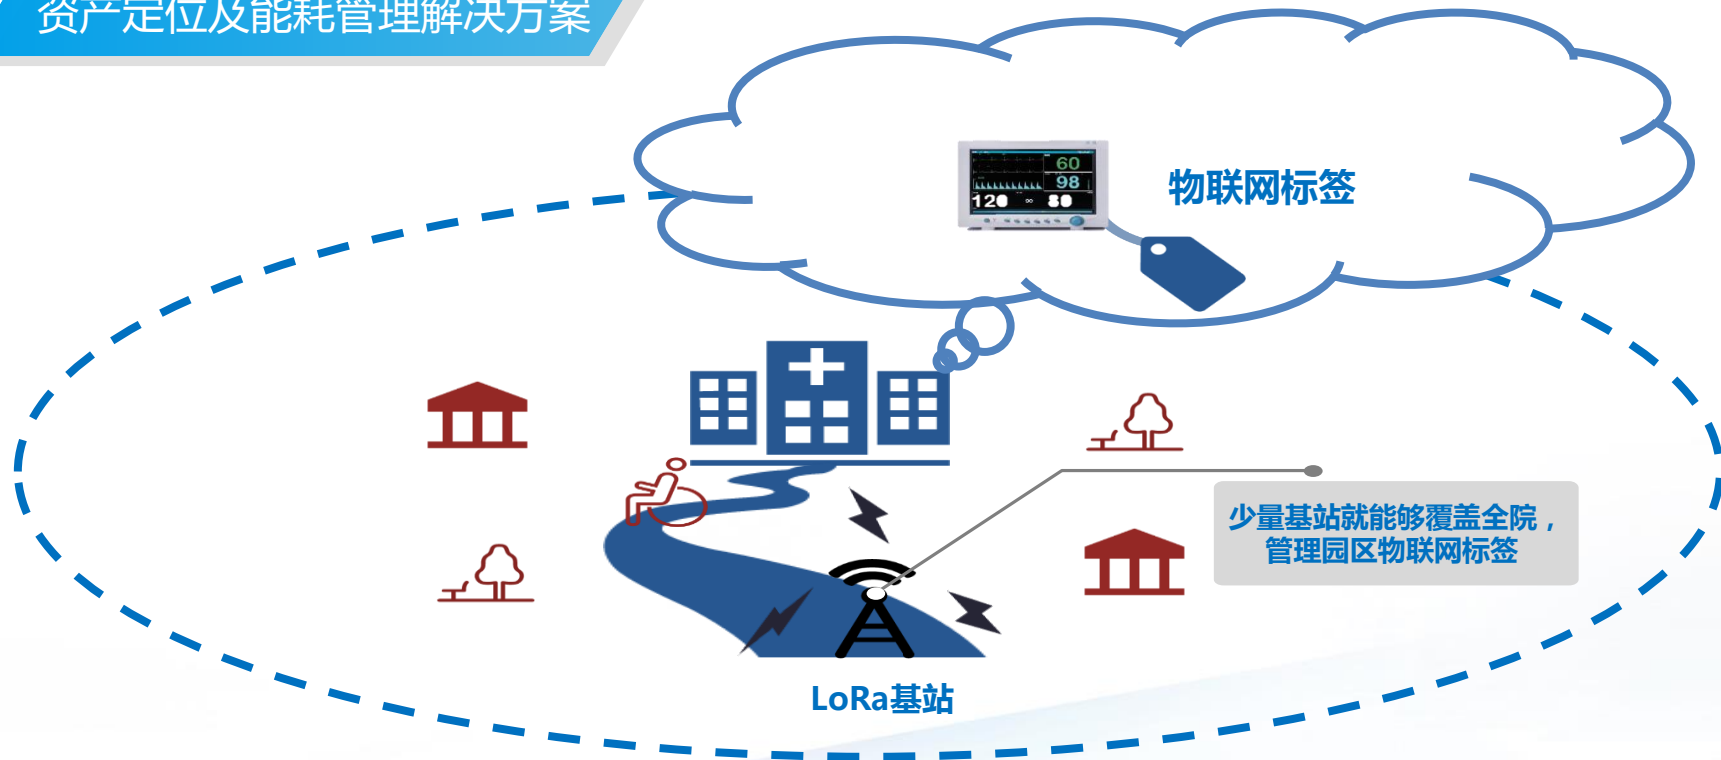 资产定位及能耗管理解决方案
60
98
120 ∞ 80
物联网标签
少量基站就能够覆盖全院，
管理园区物联网标签
LoRa基站